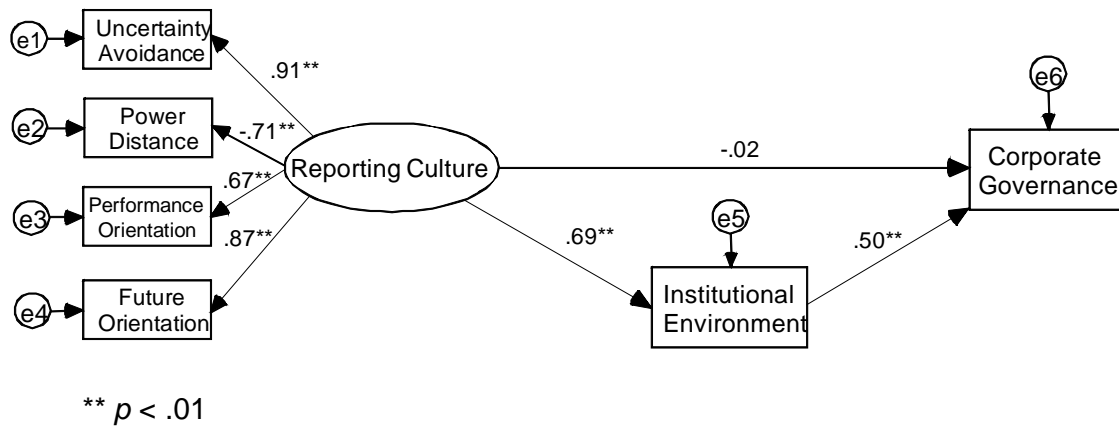 e1
Uncertainty
Avoidance
.91**
e2
Power
Distance
-.71**
Reporting Culture
-.02
e6
Corporate
Governance
e3
Performance
Orientation
.67**
.87**
e5
.69**
.50**
e4
Future
Orientation
Institutional
Environment
** p < .01